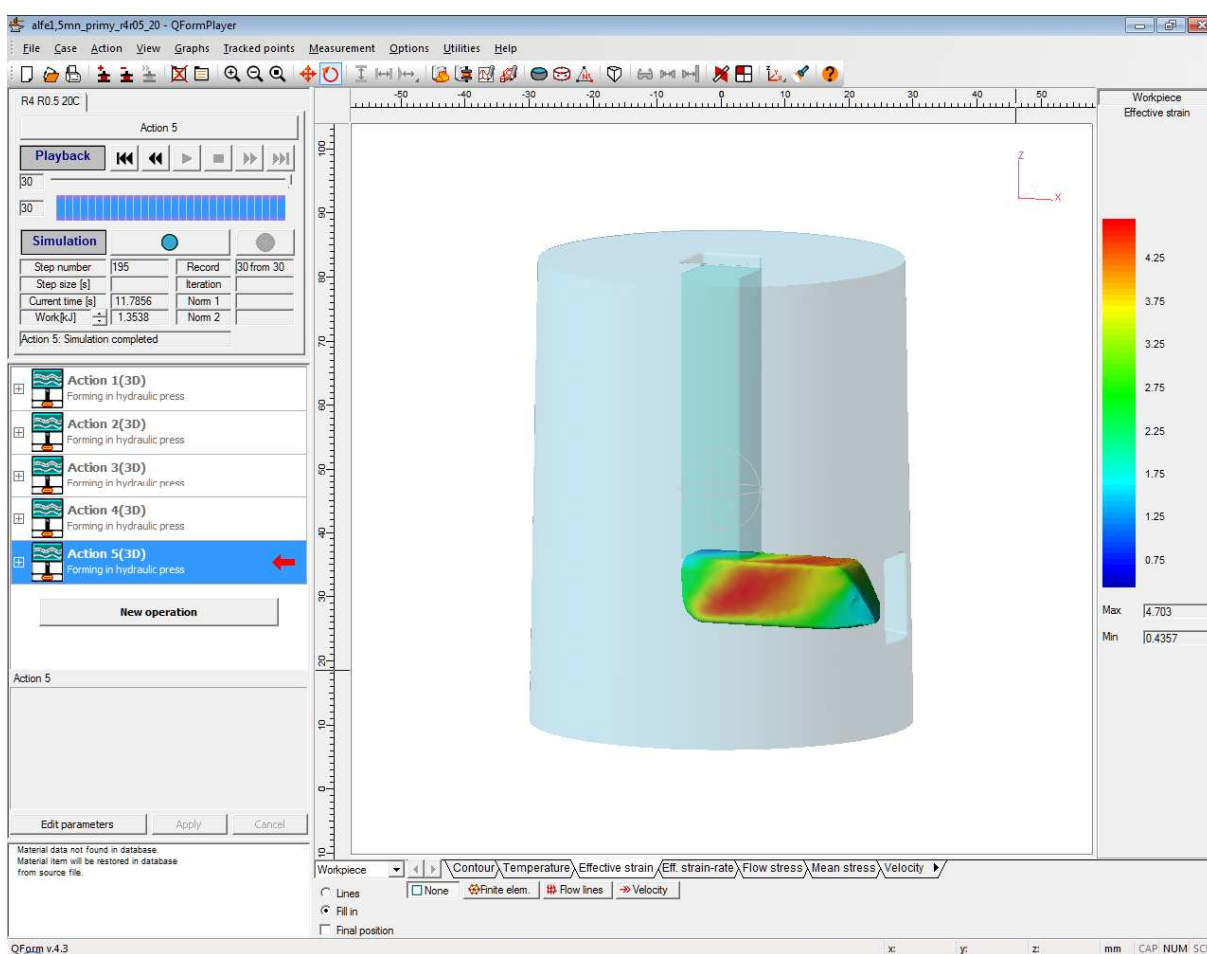 alfe1,5mn_primy_r4r05_20 - QFormPlayer
File Case Action View Graphs Tracked points Measurement Options Utilities Help
R4 R0.5 20C
Action 5
Playback
30
30
Simulation
Step number 195 Record 30 from 30
Step size [s] Iteration
Current time [s] 11.7856 Norm 1
Work[kJ] 1.3538 Norm 2
Action 5: Simulation completed
Action 1(3D)
Forming in hydraulic press
Action 2(3D)
Forming in hydraulic press
Action 3(3D)
Forming in hydraulic press
Action 4(3D)
Forming in hydraulic press
Action 5(3D)
Forming in hydraulic press
New operation
Action 5
Edit parameters Apply Cancel
Material data not found in database.
Material item will be restored in database
from source file.
-50 -40 -30 -20 -10 0 10 20 30 40 50
100
90
80
70
60
50
40
30
20
10
0
10
Z
X
Workpiece
Effective strain
4.25
3.75
3.25
2.75
2.25
1.75
1.25
0.75
Max 4.703
Min 0.4357
Workpiece Contour Temperature Effective strain Eff. strain-rate Flow stress Mean stress Velocity
Lines None Finite elem. Flow lines Velocity
Fill in
Final position
QForm v.4.3 x: y: z: mm CAP NUM